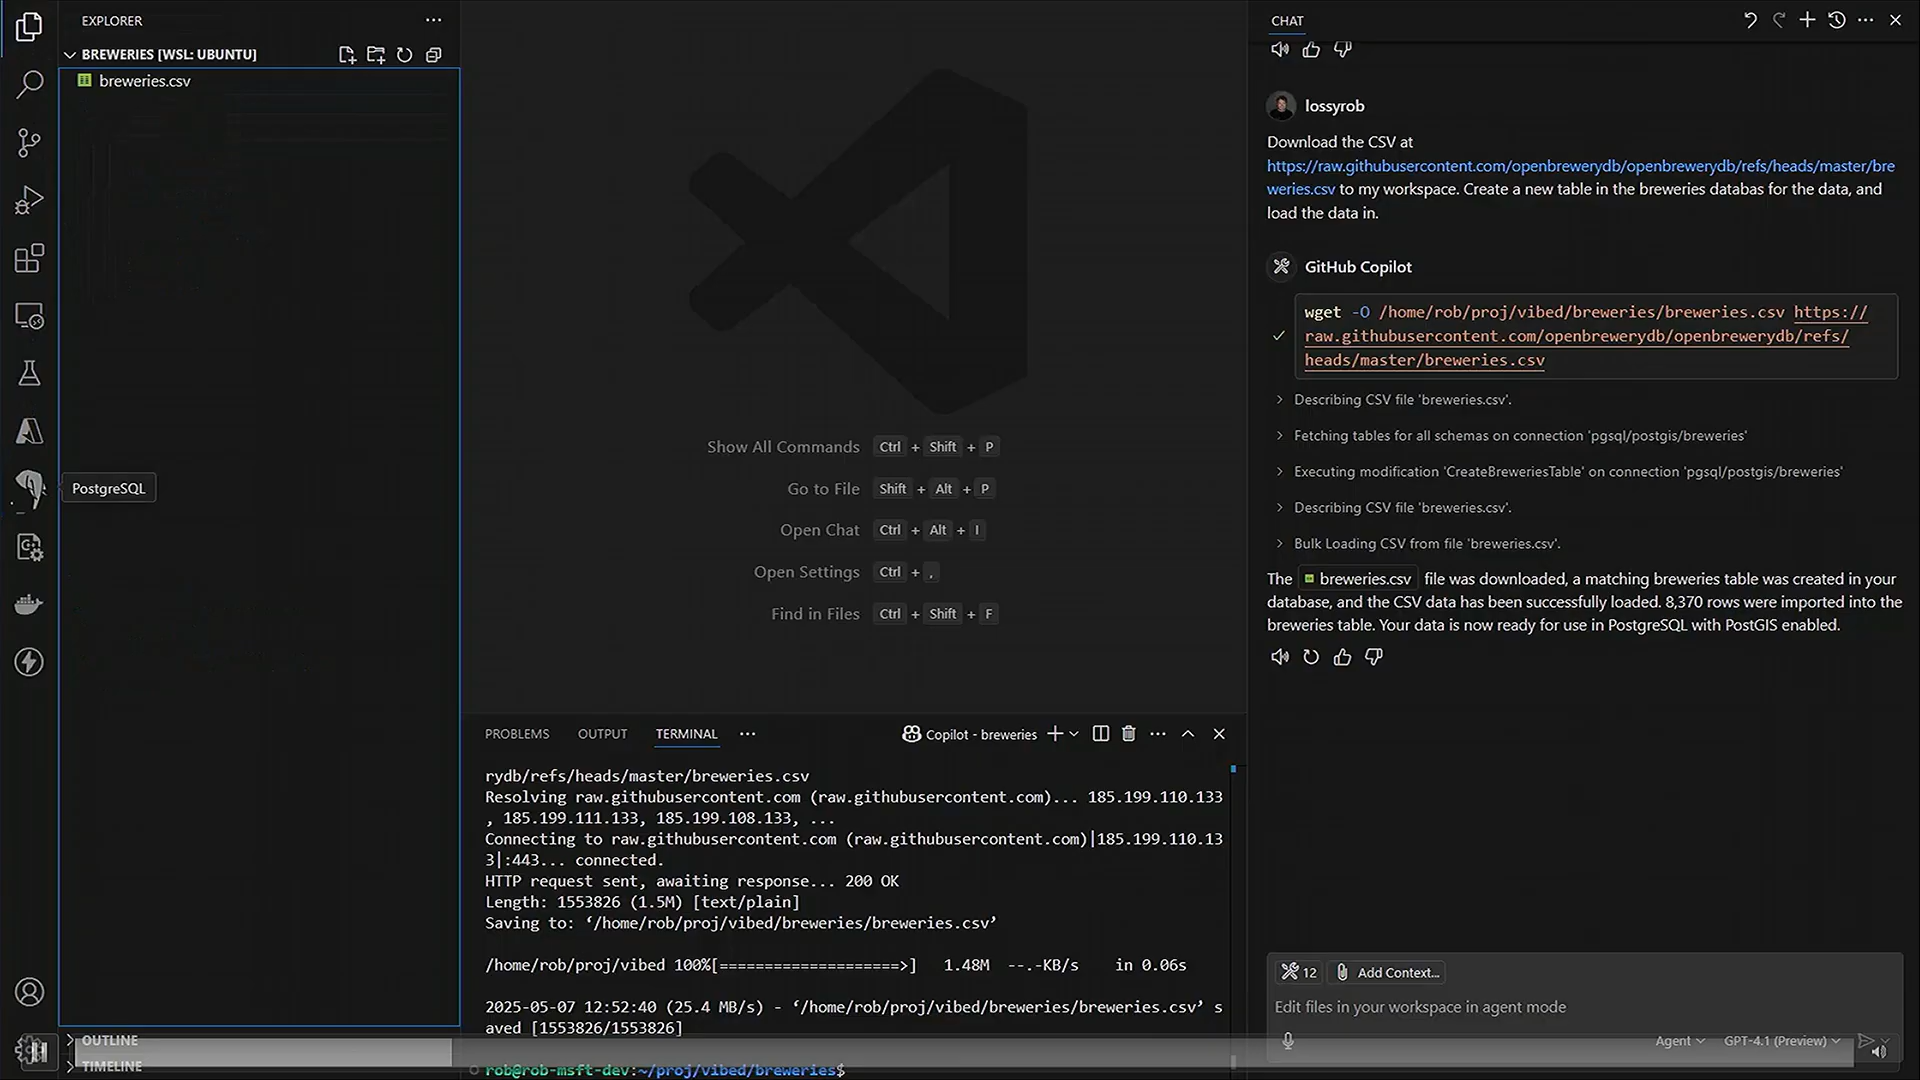 EXPLORER
BREWERIES [WSL: UBUNTU]
breweries.csv
PostgreSQL
OUTLINE
TIMELINE
Show All Commands Ctrl + Shift + P
Go to File Shift + Alt + P
Open Chat Ctrl + Alt + I
Open Settings Ctrl + ,
Find in Files Ctrl + Shift + F
PROBLEMS OUTPUT TERMINAL
Copilot - breweries
rydb/refs/heads/master/breweries.csv
Resolving raw.githubusercontent.com (raw.githubusercontent.com)... 185.199.110.133
, 185.199.111.133, 185.199.108.133, ...
Connecting to raw.githubusercontent.com (raw.githubusercontent.com)|185.199.110.13
3|:443... connected.
HTTP request sent, awaiting response... 200 OK
Length: 1553826 (1.5M) [text/plain]
Saving to: ‘/home/rob/proj/vibed/breweries/breweries.csv’
/home/rob/proj/vibed 100%[====================>] 1.48M --.-KB/s in 0.06s
2025-05-07 12:52:40 (25.4 MB/s) - ‘/home/rob/proj/vibed/breweries/breweries.csv’ s
aved [1553826/1553826]
rob@rob-msft-dev:~/proj/vibed/breweries$
CHAT
lossyrob
Download the CSV at
https://raw.githubusercontent.com/openbrewerydb/openbrewerydb/refs/heads/master/bre
weries.csv to my workspace. Create a new table in the breweries databas for the data, and
load the data in.
GitHub Copilot
wget -O /home/rob/proj/vibed/breweries/breweries.csv https://
raw.githubusercontent.com/openbrewerydb/openbrewerydb/refs/
heads/master/breweries.csv
Describing CSV file 'breweries.csv'.
Fetching tables for all schemas on connection 'pgsql/postgis/breweries'
Executing modification 'CreateBreweriesTable' on connection 'pgsql/postgis/breweries'
Describing CSV file 'breweries.csv'.
Bulk Loading CSV from file 'breweries.csv'.
The breweries.csv file was downloaded, a matching breweries table was created in your
database, and the CSV data has been successfully loaded. 8,370 rows were imported into the
breweries table. Your data is now ready for use in PostgreSQL with PostGIS enabled.
12 Add Context...
Edit files in your workspace in agent mode
Agent GPT-4.1 (Preview)